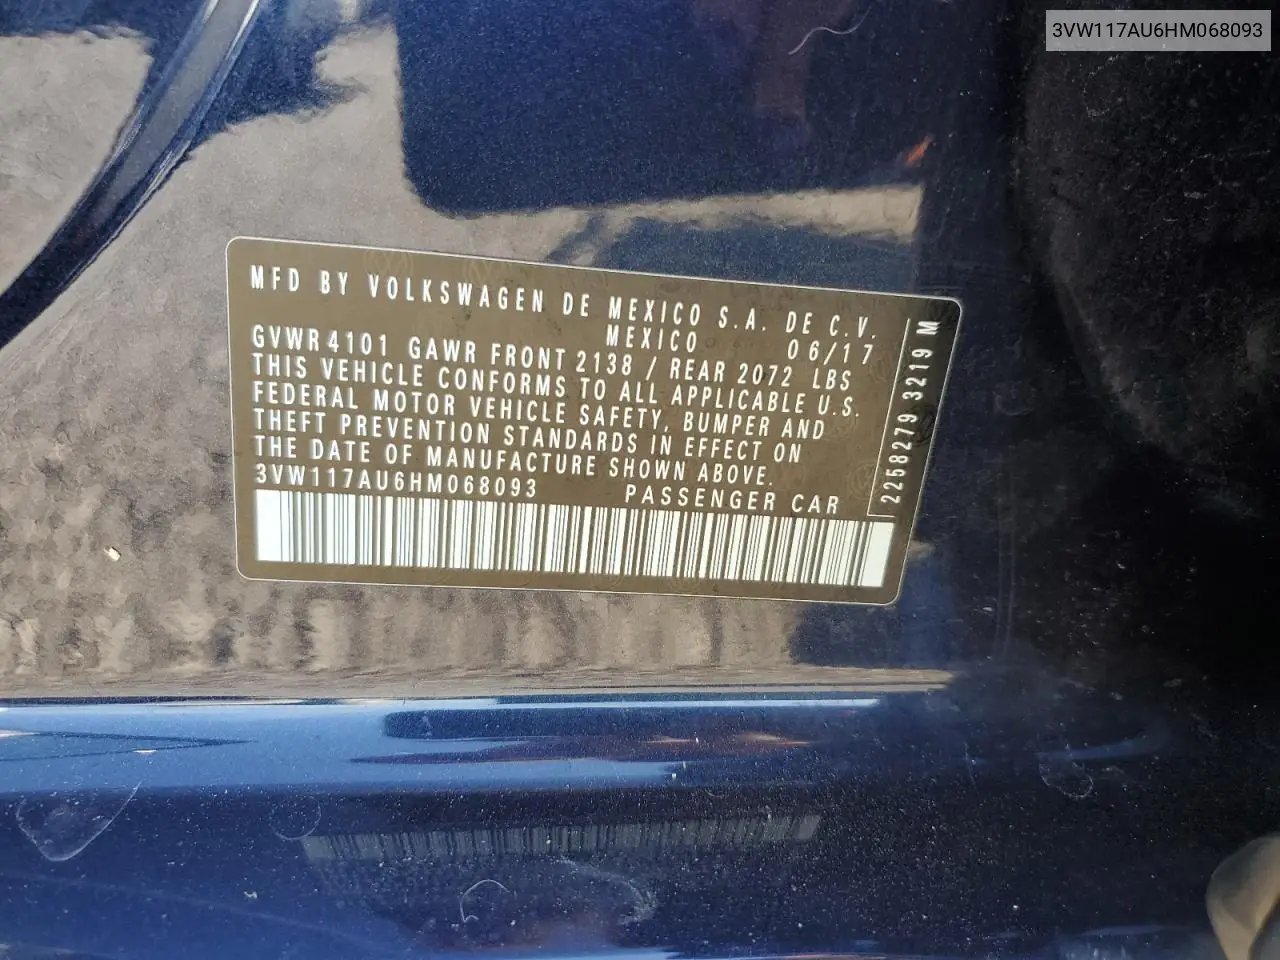 3VW117AU6HM068093
MFD BY VOLKSWAGEN DE MEXICO S.A. DE C.V.
MEXICO 06/17
GVWR 4101 GAWR FRONT 2138 / REAR 2072 LBS
THIS VEHICLE CONFORMS TO ALL APPLICABLE U.S.
FEDERAL MOTOR VEHICLE SAFETY, BUMPER AND
THEFT PREVENTION STANDARDS IN EFFECT ON
THE DATE OF MANUFACTURE SHOWN ABOVE.
3VW117AU6HM068093 PASSENGER CAR
2258279 3219 M